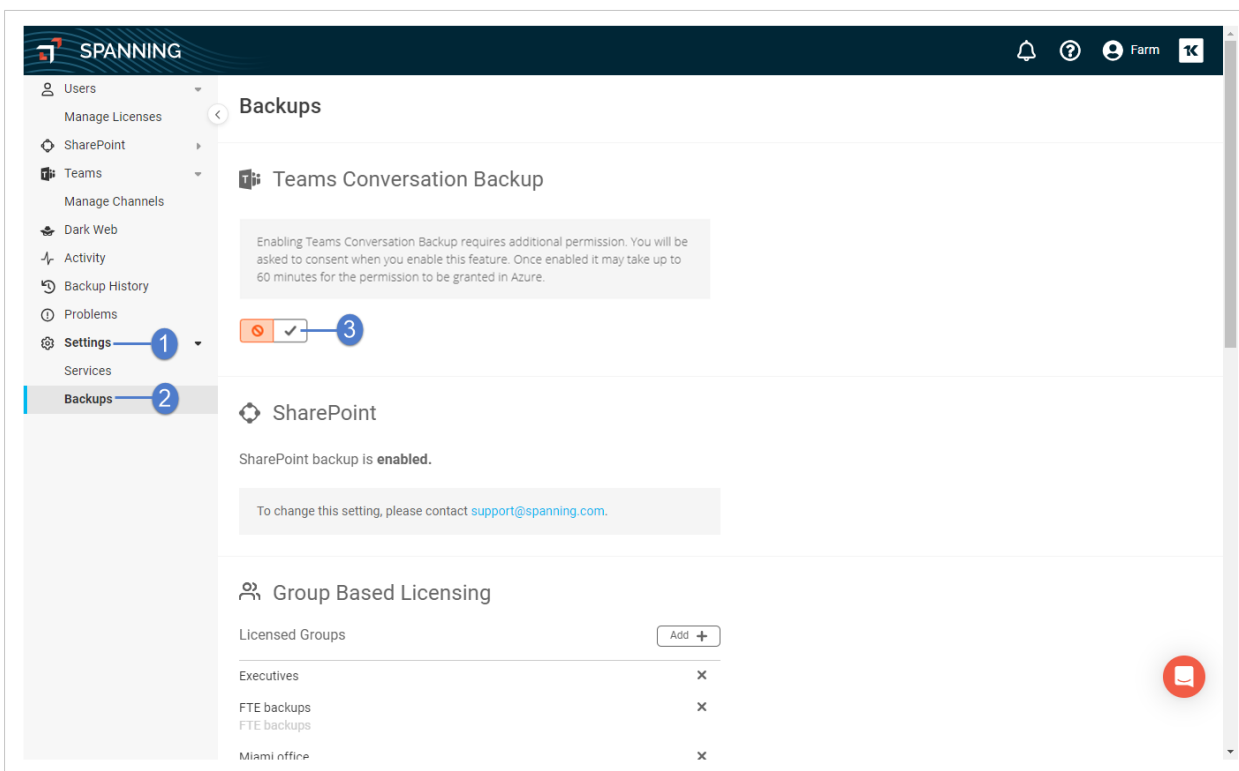 SPANNING
Farm
Users
Manage Licenses
SharePoint
Teams
Manage Channels
Dark Web
Activity
Backup History
Problems
Settings 1
Services
Backups 2
Backups
Teams Conversation Backup
Enabling Teams Conversation Backup requires additional permission. You will be
asked to consent when you enable this feature. Once enabled it may take up to
60 minutes for the permission to be granted in Azure.
3
SharePoint
SharePoint backup is enabled.
To change this setting, please contact support@spanning.com.
Group Based Licensing
Licensed Groups
Add +
Executives
FTE backups
FTE backups
Miami office